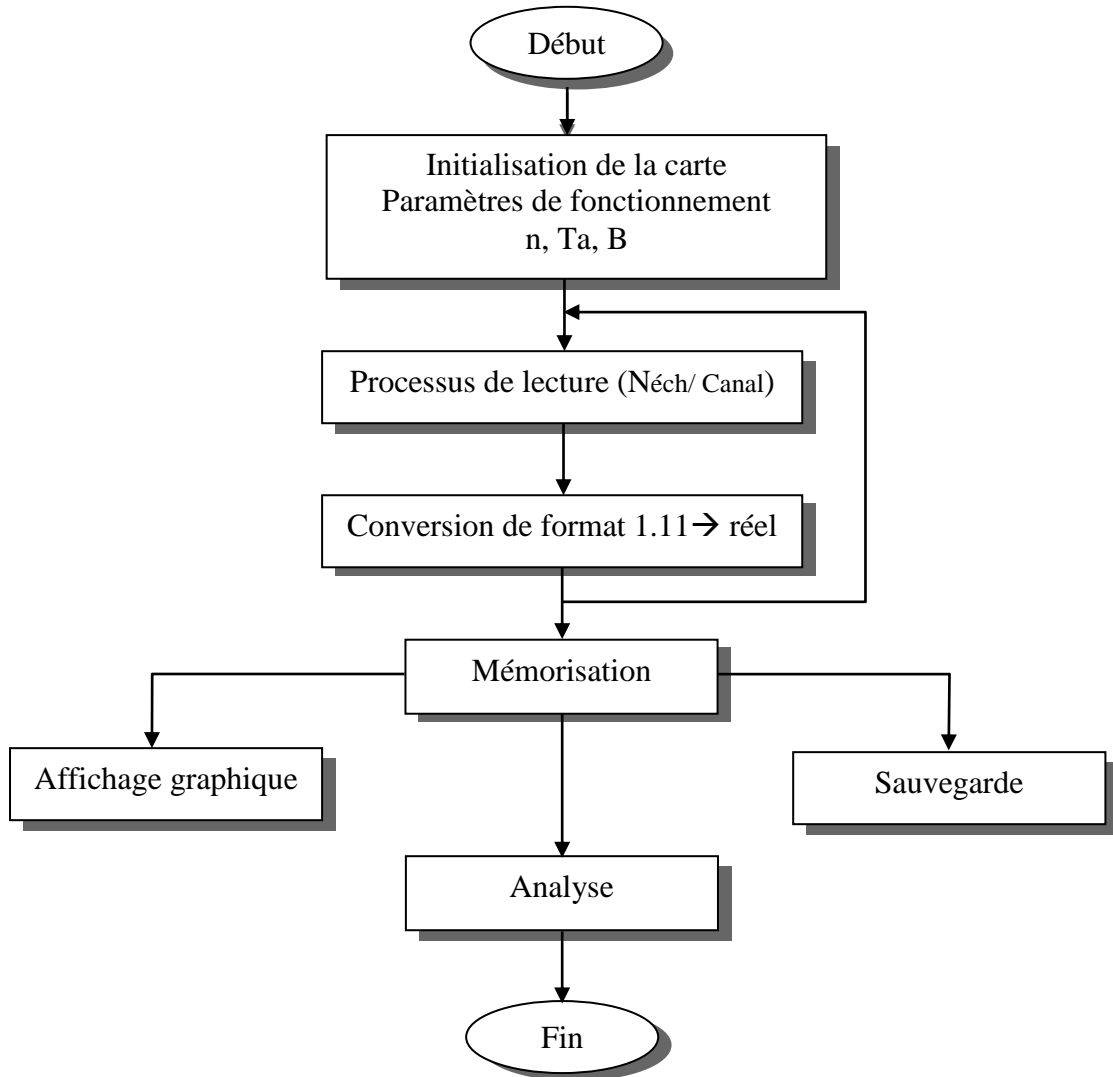 Début
Initialisation de la carte
Paramètres de fonctionnement
n, Ta, B
Processus de lecture (Néch/ Canal)
Conversion de format 1.11→ réel
Mémorisation
Affichage graphique
Sauvegarde
Analyse
Fin